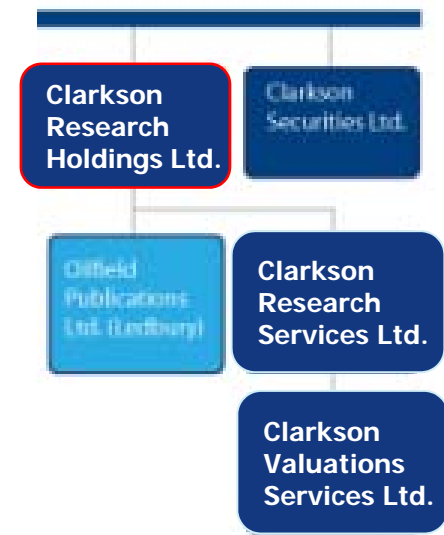 Clarkson
Research
Holdings Ltd.
Clarkson
Securities Ltd.
Oilfield
Publications
Ltd. (Ledbury)
Clarkson
Research
Services Ltd.
Clarkson
Valuations
Services Ltd.